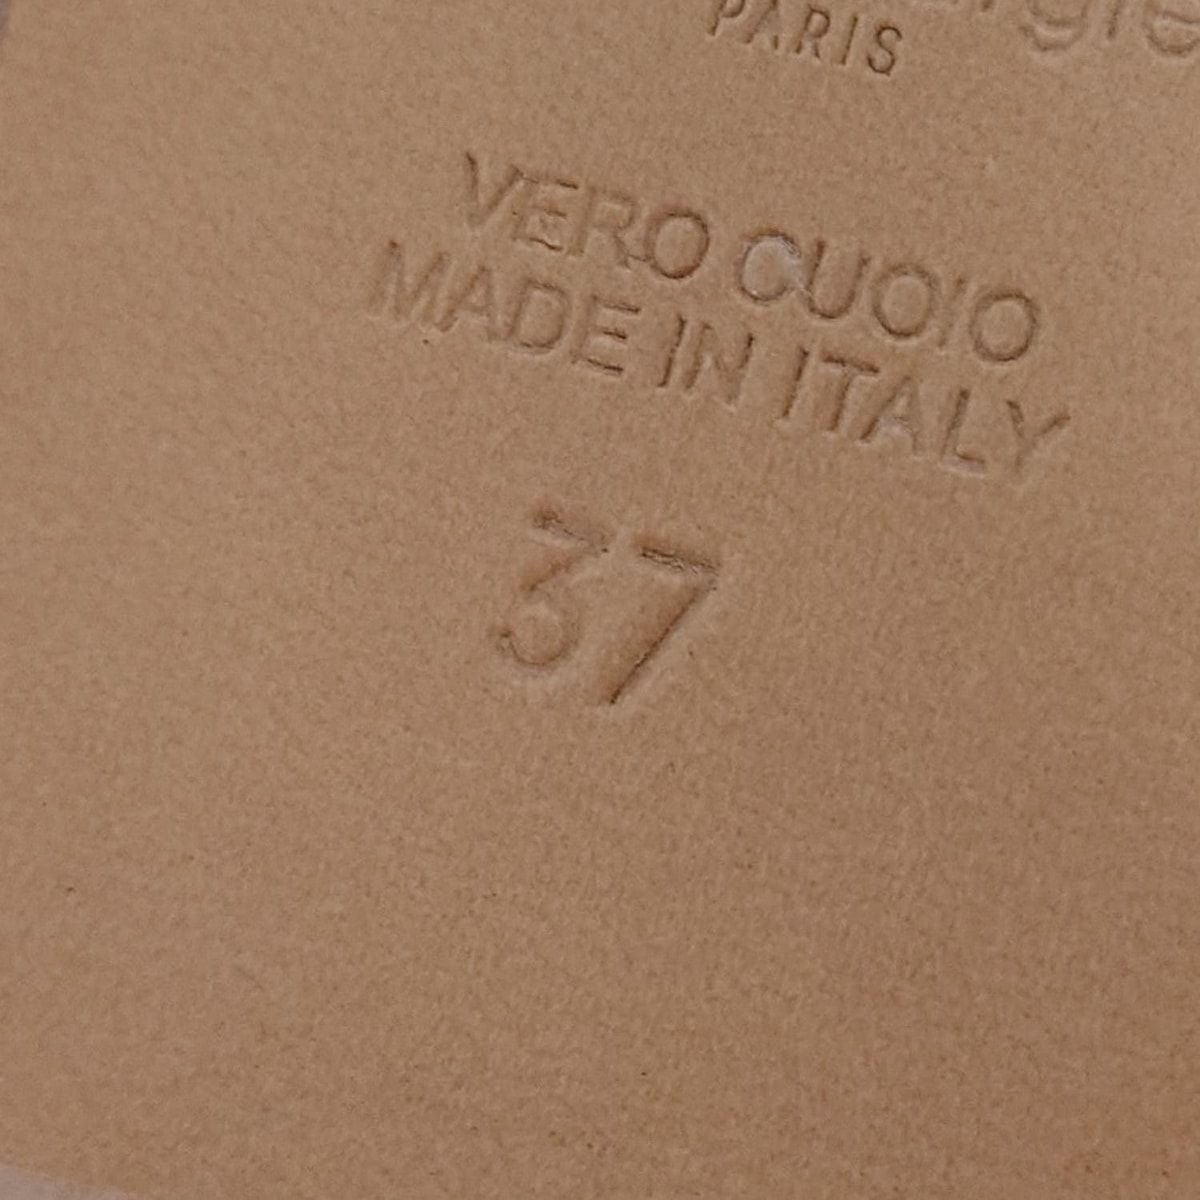 PARIS
VERO CUOIO
MADE IN ITALY
37